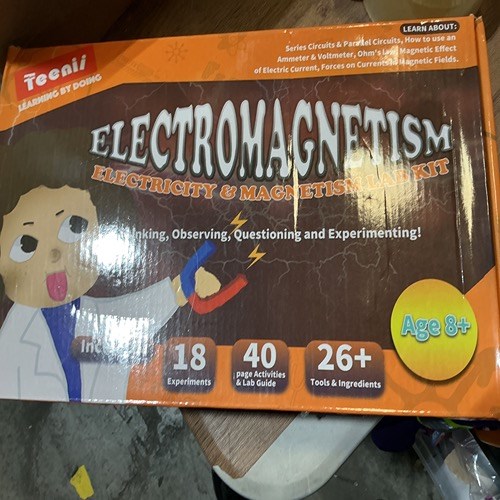 Teenii
LEARNING BY DOING
LEARN ABOUT:
Series Circuits & Parallel Circuits, How to use an
Ammeter & Voltmeter, Ohm's Law, Magnetic Effect
of Electric Current, Forces on Currents in Magnetic Fields.
ELECTROMAGNETISM
ELECTRICITY & MAGNETISM LAB KIT
Observing, Questioning and Experimenting!
Age 8+
18
Experiments
40
page Activities
& Lab Guide
26+
Tools & Ingredients